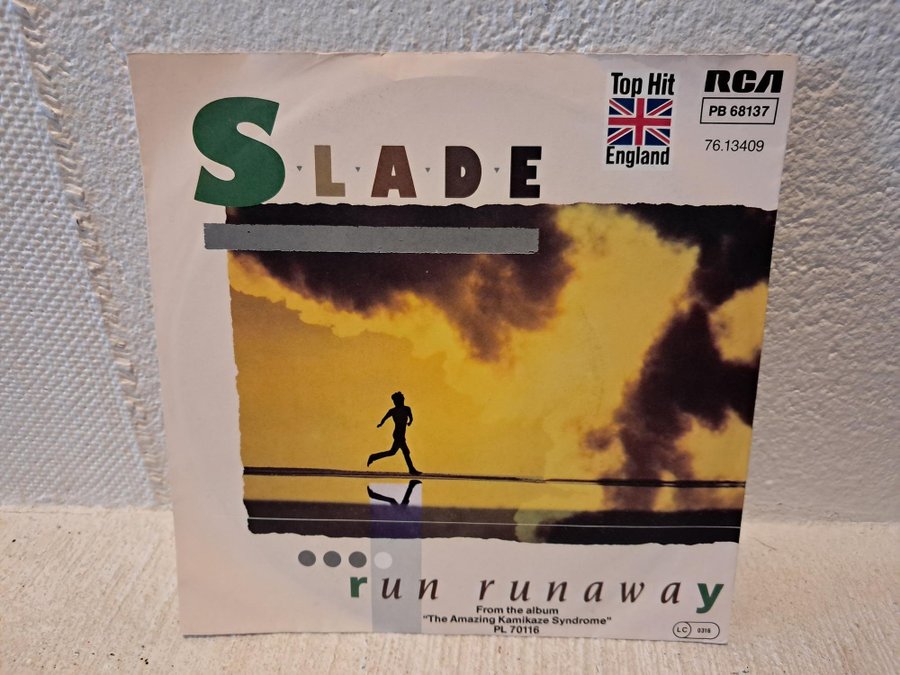 Top Hit
England
RCA
PB 68137
76.13409
SLADE
run runaway
From the album
"The Amazing Kamikaze Syndrome"
PL 70116
LC 0316